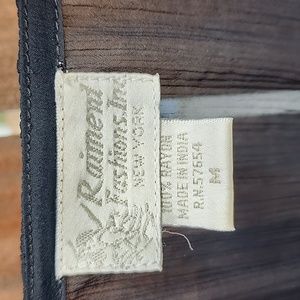 Raiment
Fashions, Inc.
NEW YORK
100% RAYON
MADE IN INDIA
R.N. 57654
M